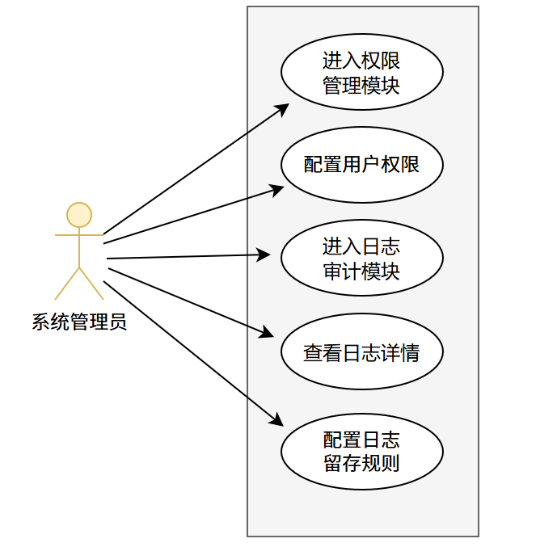 进入权限
管理模块
配置用户权限
进入日志
审计模块
系统管理员
查看日志详情
配置日志
留存规则